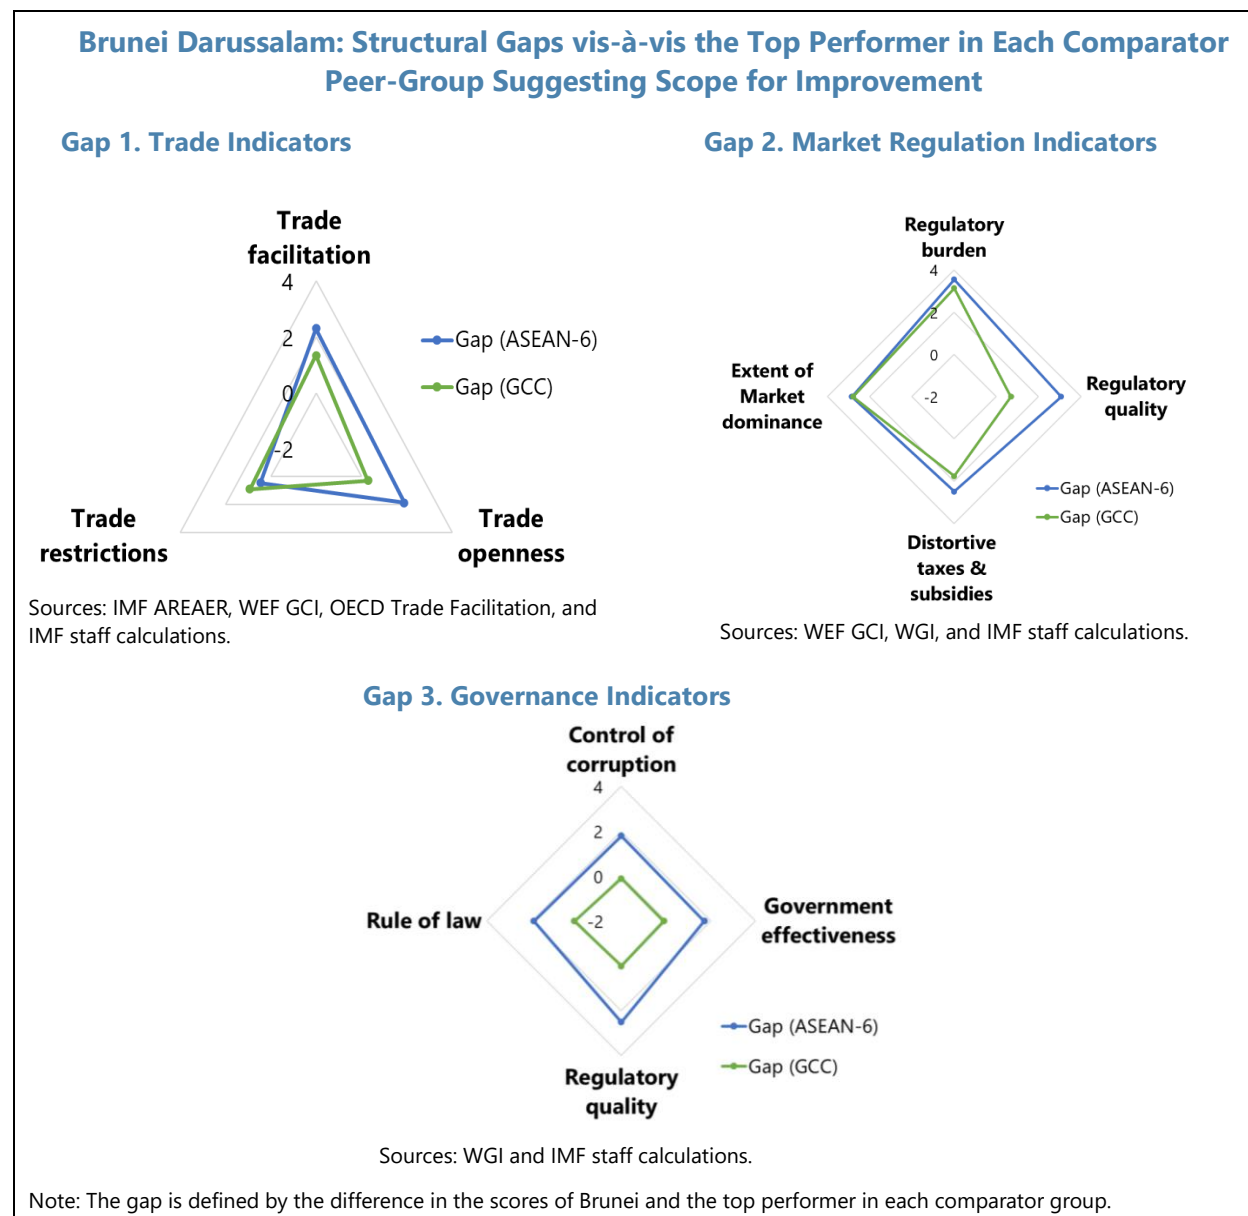 Brunei Darussalam: Structural Gaps vis-à-vis the Top Performer in Each Comparator
Peer-Group Suggesting Scope for Improvement
Gap 1. Trade Indicators
Trade
facilitation
4
2
0
-2
Gap (ASEAN-6)
Gap (GCC)
Trade
restrictions
Trade
openness
Sources: IMF AREAER, WEF GCI, OECD Trade Facilitation, and
IMF staff calculations.
Gap 2. Market Regulation Indicators
Regulatory
burden
4
2
0
-2
Extent of
Market
dominance
Regulatory
quality
Gap (ASEAN-6)
Gap (GCC)
Distortive
taxes &
subsidies
Sources: WEF GCI, WGI, and IMF staff calculations.
Gap 3. Governance Indicators
Control of
corruption
4
2
0
-2
Rule of law
Government
effectiveness
Gap (ASEAN-6)
Gap (GCC)
Regulatory
quality
Sources: WGI and IMF staff calculations.
Note: The gap is defined by the difference in the scores of Brunei and the top performer in each comparator group.